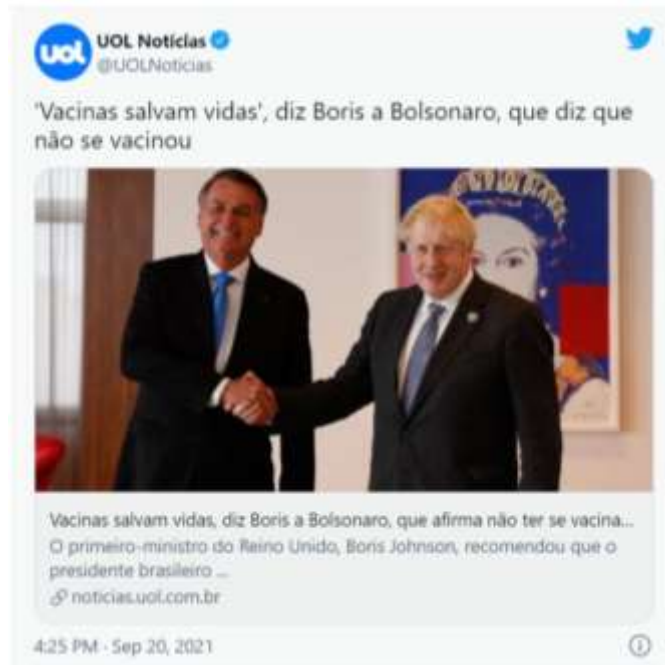 uol
UOL Notícias
@UOLNoticias
'Vacinas salvam vidas', diz Boris a Bolsonaro, que diz que
não se vacinou
Vacinas salvam vidas, diz Boris a Bolsonaro, que afirma não ter se vacina...
O primeiro-ministro do Reino Unido, Boris Johnson, recomendou que o
presidente brasileiro ...
noticias.uol.com.br
4:25 PM · Sep 20, 2021